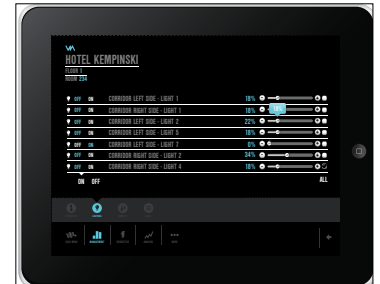 HOTEL KEMPINSKI
FLOOR 1
ROOM 234
OFF ON CORRIDOR LEFT SIDE - LIGHT 1 18%
OFF ON CORRIDOR RIGHT SIDE - LIGHT 1 18% 18%
OFF ON CORRIDOR RIGHT SIDE - LIGHT 2 22%
OFF ON CORRIDOR LEFT SIDE - LIGHT 5 18%
OFF ON CORRIDOR LEFT SIDE - LIGHT 7 0%
OFF ON CORRIDOR RIGHT SIDE - LIGHT 2 34%
OFF ON CORRIDOR RIGHT SIDE - LIGHT 4 18%
ON OFF ALL